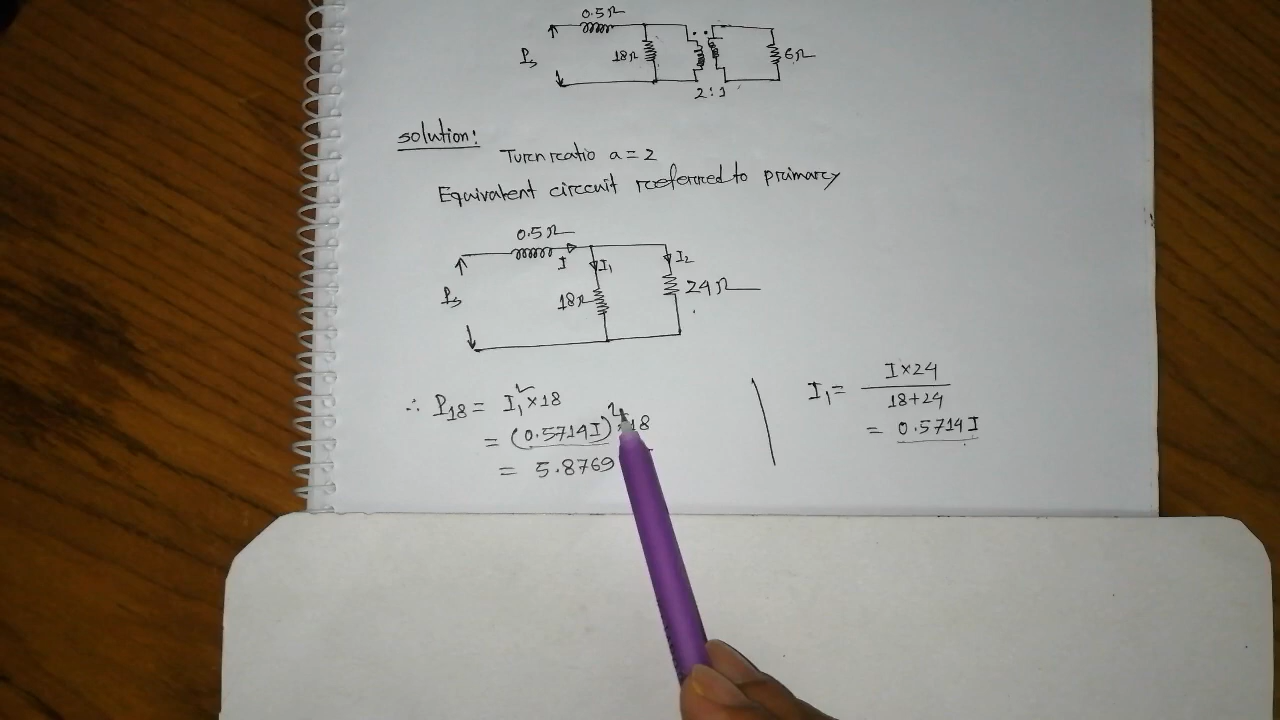 0.5Ω
Ps
18Ω
6Ω
2:1
solution:
Turn ratio a = 2
Equivalent circuit referred to primary
0.5Ω
I
I₁
I₂
Ps
18Ω
24Ω
∴ P₁₈ = I₁² × 18
= (0.5714I)² × 18
= 5.8769
I₁ = I×24 / 18+24
= 0.5714 I